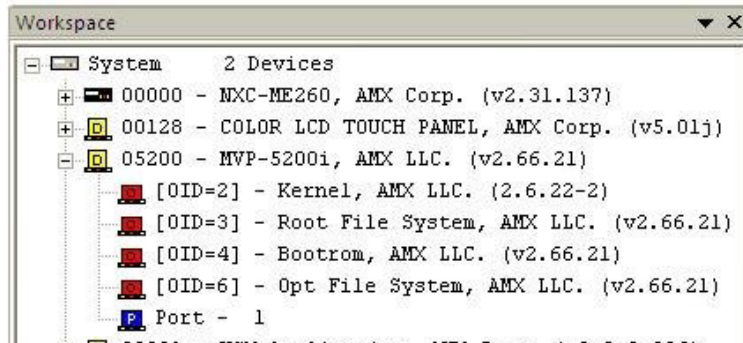 Workspace
System 2 Devices
00000 - NXC-ME260, AMX Corp. (v2.31.137)
00128 - COLOR LCD TOUCH PANEL, AMX Corp. (v5.01j)
05200 - MVP-5200i, AMX LLC. (v2.66.21)
[OID=2] - Kernel, AMX LLC. (2.6.22-2)
[OID=3] - Root File System, AMX LLC. (v2.66.21)
[OID=4] - Bootrom, AMX LLC. (v2.66.21)
[OID=6] - Opt File System, AMX LLC. (v2.66.21)
P Port - 1